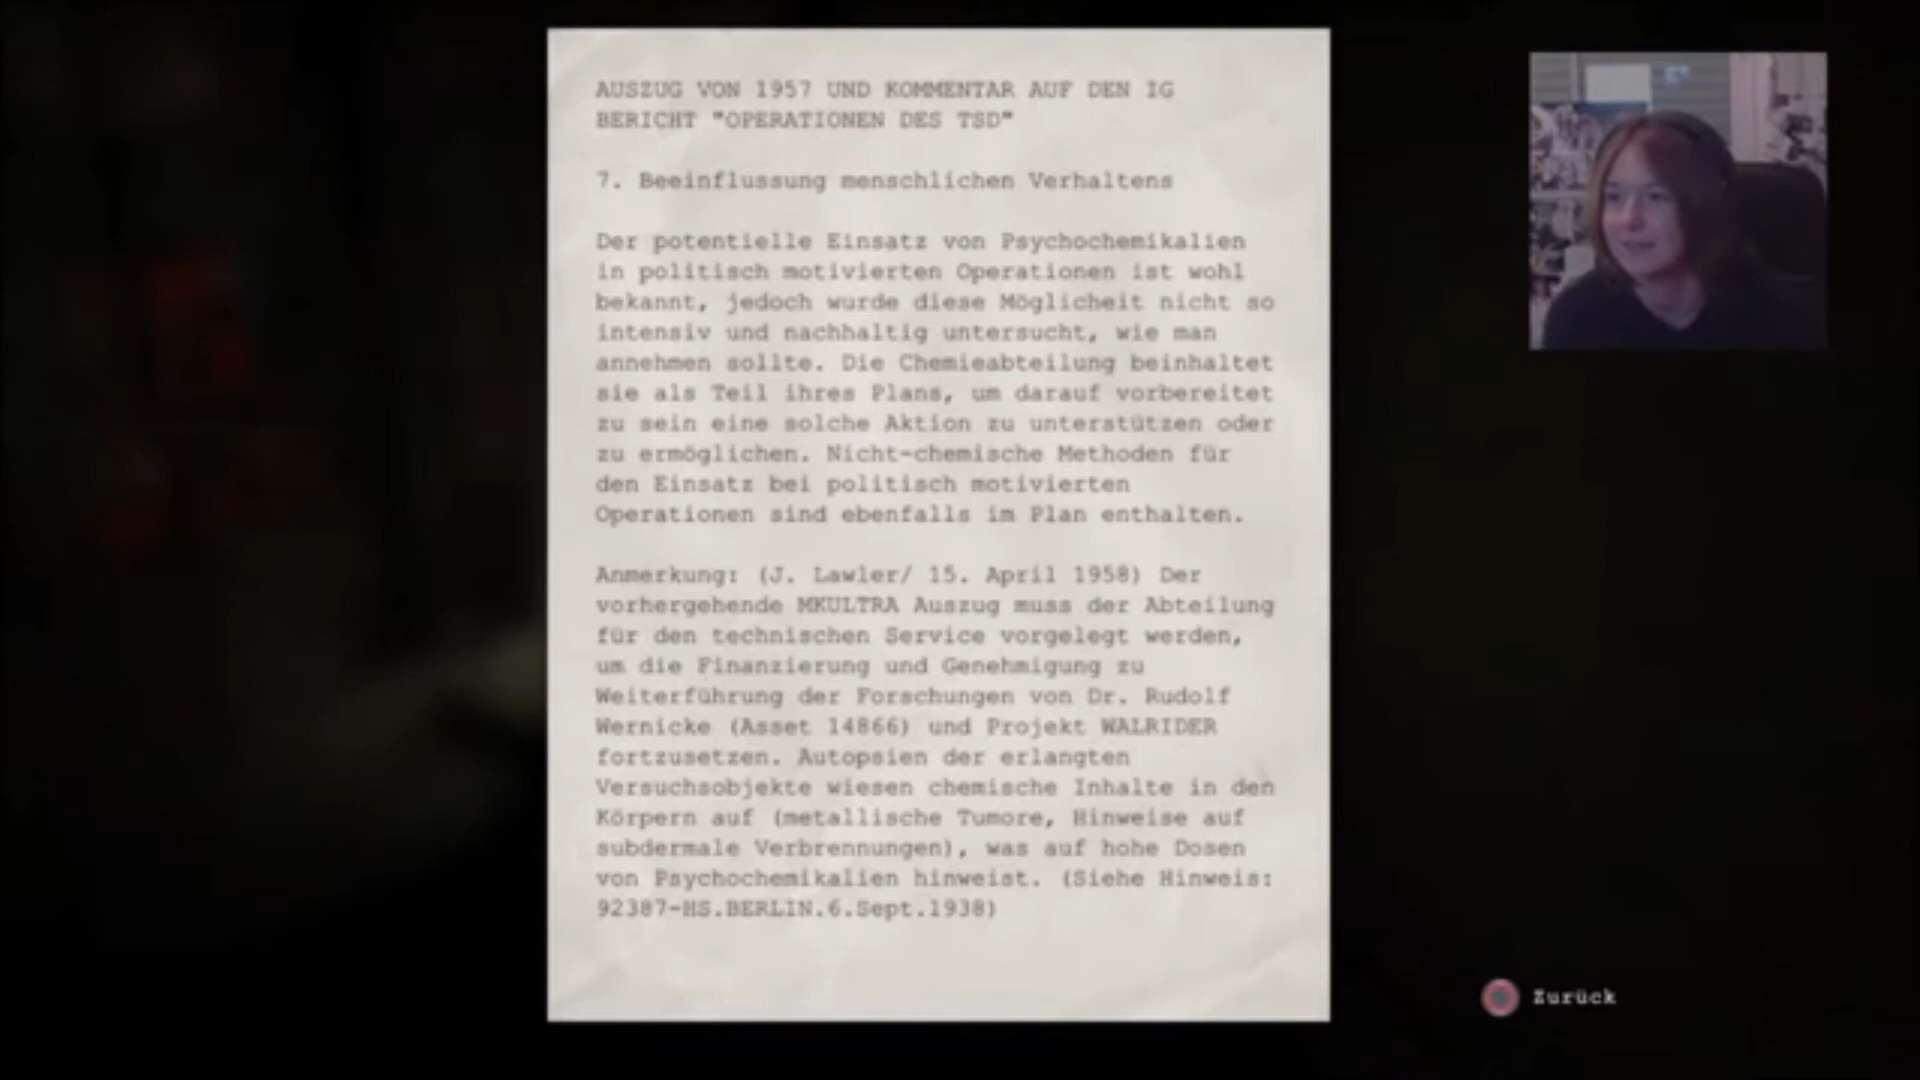 AUSZUG VON 1957 UND KOMMENTAR AUF DEN IG
BERICHT "OPERATIONEN DES TSD"
7. Beeinflussung menschlichen Verhaltens
Der potentielle Einsatz von Psychochemikalien
in politisch motivierten Operationen ist wohl
bekannt, jedoch wurde diese Möglicheit nicht so
intensiv und nachhaltig untersucht, wie man
annehmen sollte. Die Chemieabteilung beinhaltet
sie als Teil ihres Plans, um darauf vorbereitet
zu sein eine solche Aktion zu unterstützen oder
zu ermöglichen. Nicht-chemische Methoden für
den Einsatz bei politisch motivierten
Operationen sind ebenfalls im Plan enthalten.
Anmerkung: (J. Lawler/ 15. April 1958) Der
vorhergehende MKULTRA Auszug muss der Abteilung
für den technischen Service vorgelegt werden,
um die Finanzierung und Genehmigung zu
Weiterführung der Forschungen von Dr. Rudolf
Wernicke (Asset 14866) und Projekt WALRIDER
fortzusetzen. Autopsien der erlangten
Versuchsobjekte wiesen chemische Inhalte in den
Körpern auf (metallische Tumore, Hinweise auf
subdermale Verbrennungen), was auf hohe Dosen
von Psychochemikalien hinweist. (Siehe Hinweis:
92387-HS.BERLIN.6.Sept.1938)
Zurück